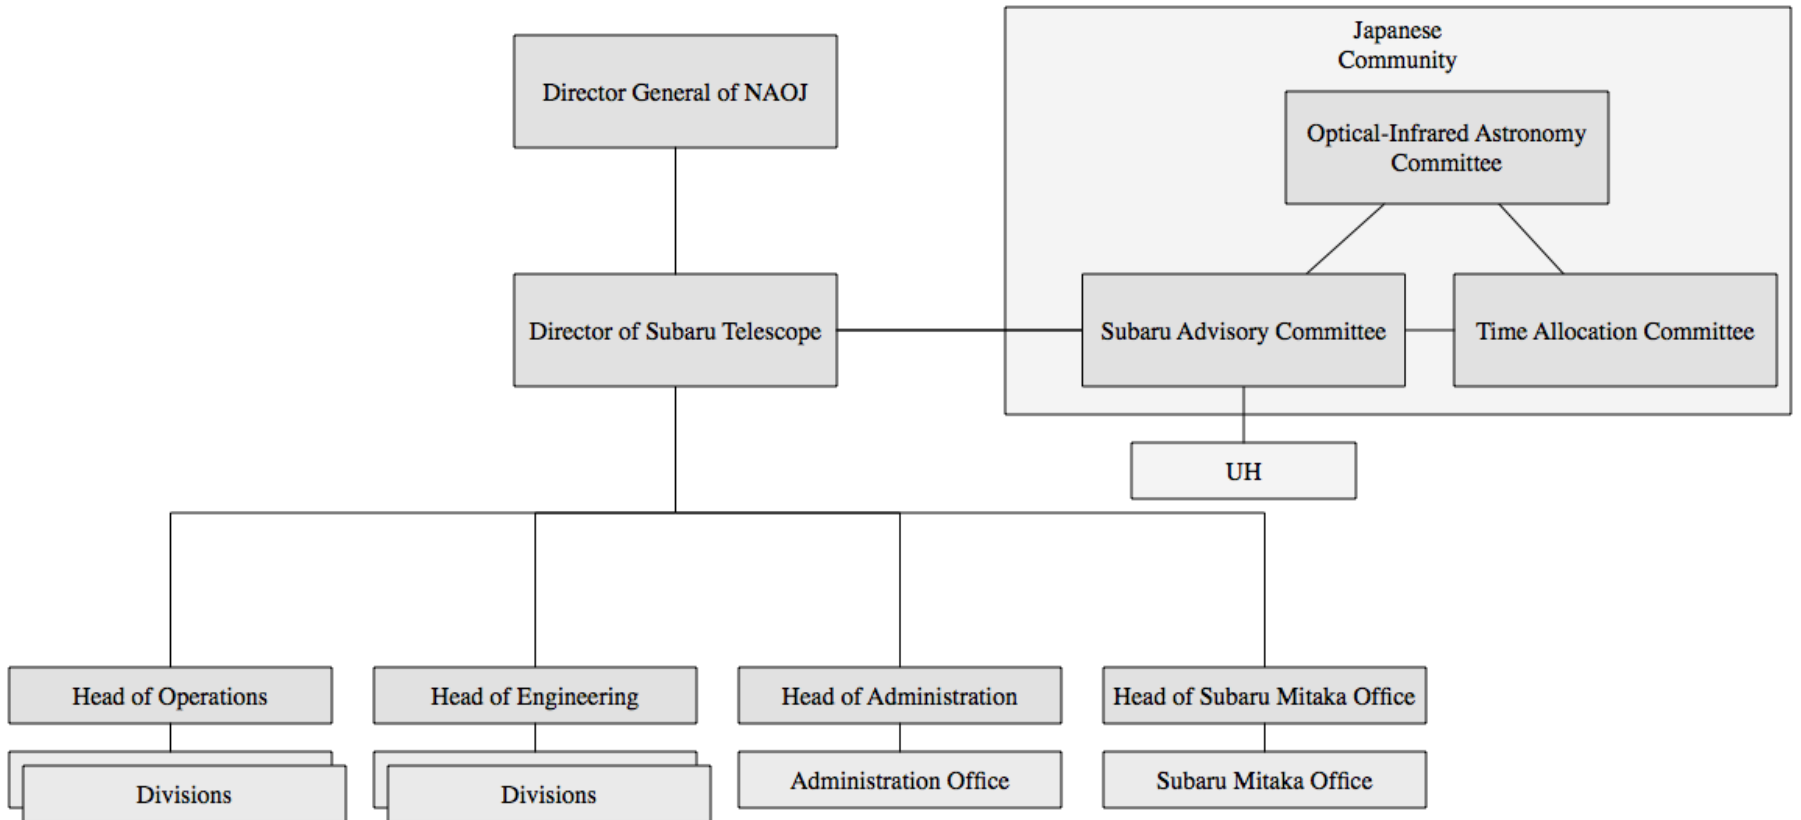 Japanese
Community
Director General of NAOJ
Optical-Infrared Astronomy
Committee
Director of Subaru Telescope
Subaru Advisory Committee
Time Allocation Committee
UH
Head of Operations
Head of Engineering
Head of Administration
Head of Subaru Mitaka Office
Divisions
Divisions
Administration Office
Subaru Mitaka Office